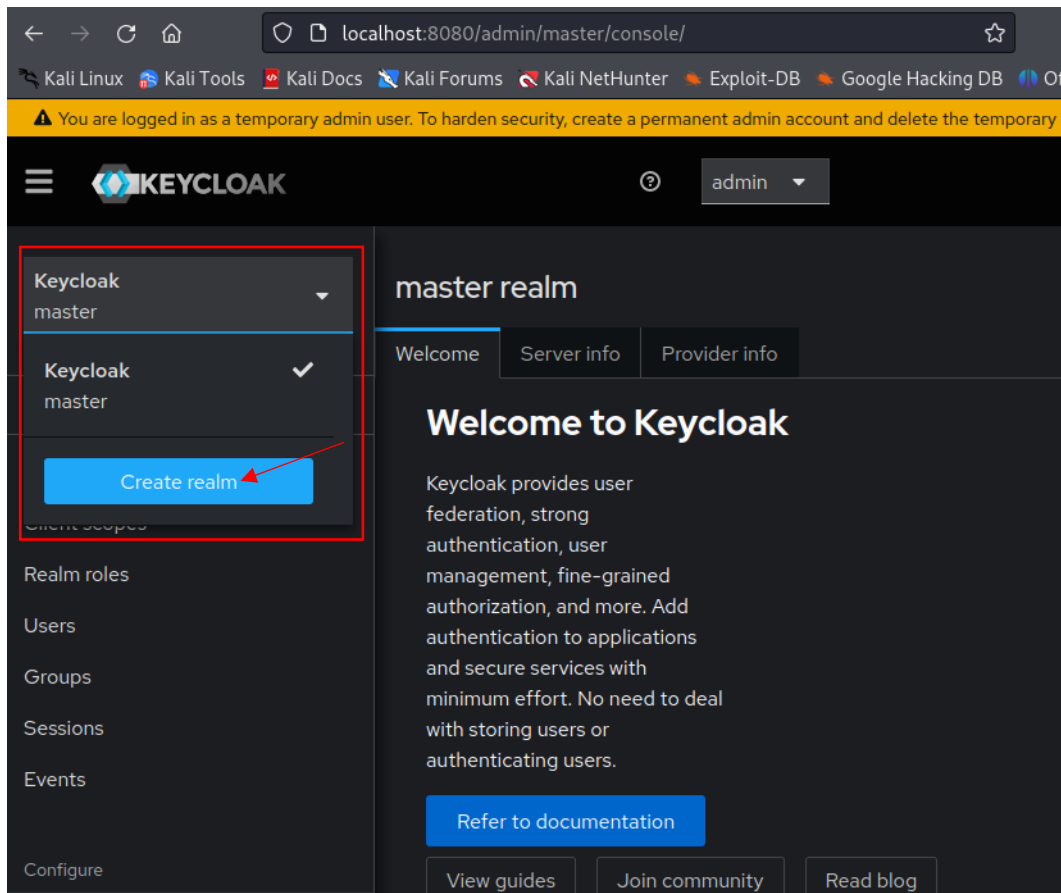 localhost:8080/admin/master/console/
Kali Linux Kali Tools Kali Docs Kali Forums Kali NetHunter Exploit-DB Google Hacking DB
You are logged in as a temporary admin user. To harden security, create a permanent admin account and delete the temporary
KEYCLOAK
admin
Keycloak
master
Keycloak
master
Create realm
Client scopes
Realm roles
Users
Groups
Sessions
Events
Configure
master realm
Welcome Server info Provider info
Welcome to Keycloak
Keycloak provides user
federation, strong
authentication, user
management, fine-grained
authorization, and more. Add
authentication to applications
and secure services with
minimum effort. No need to deal
with storing users or
authenticating users.
Refer to documentation
View guides Join community Read blog